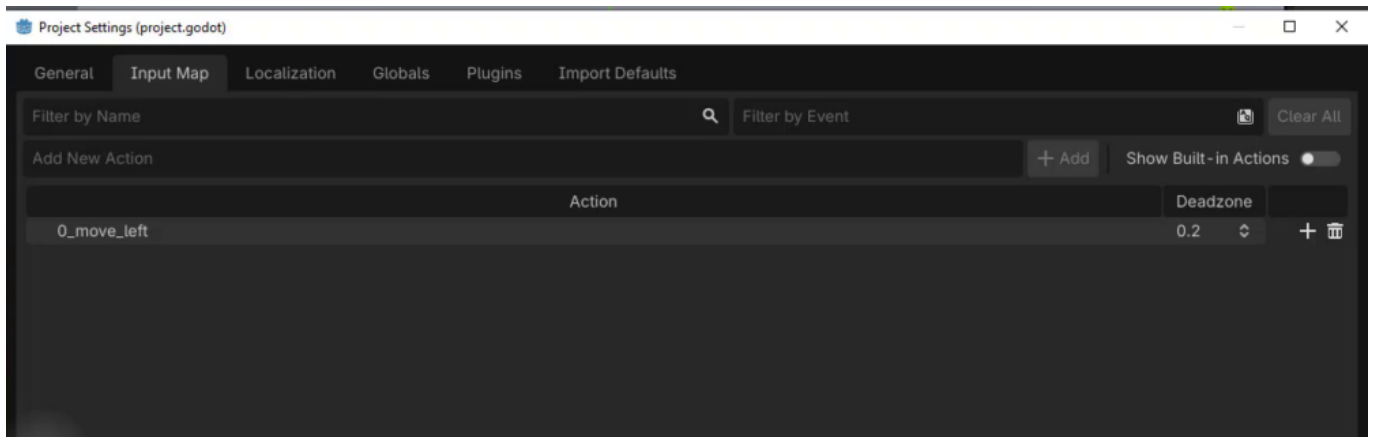 Project Settings (project.godot)
General Input Map Localization Globals Plugins Import Defaults
Filter by Name Filter by Event Clear All
Add New Action + Add Show Built-in Actions
Action Deadzone
0_move_left 0.2